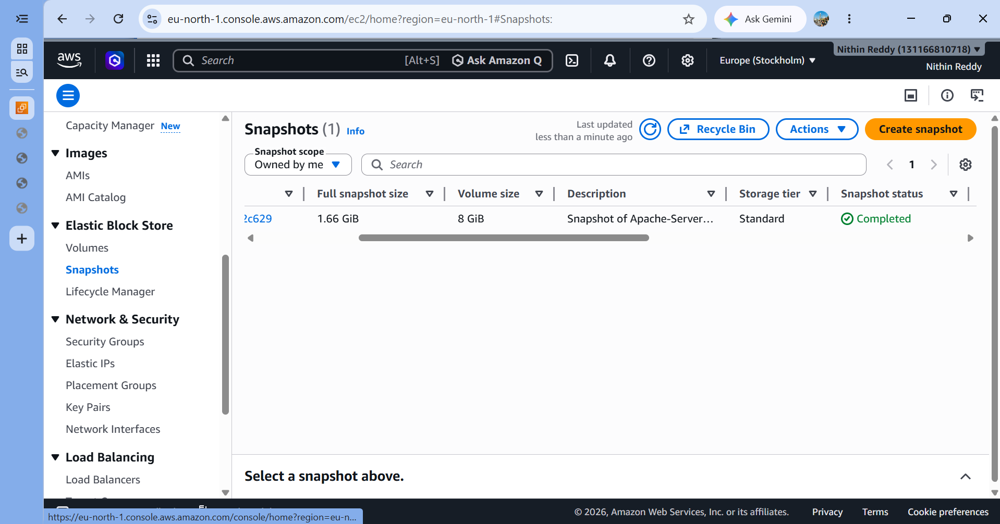 eu-north-1.console.aws.amazon.com/ec2/home?region=eu-north-1#Snapshots:
Ask Gemini
aws
Search
[Alt+S]
Ask Amazon Q
Europe (Stockholm)
Nithin Reddy (131166810718)
Nithin Reddy
Capacity Manager New
Images
AMIs
AMI Catalog
Elastic Block Store
Volumes
Snapshots
Lifecycle Manager
Network & Security
Security Groups
Elastic IPs
Placement Groups
Key Pairs
Network Interfaces
Load Balancing
Load Balancers
Snapshots (1) Info
Last updated
less than a minute ago
Recycle Bin
Actions
Create snapshot
Snapshot scope
Owned by me
Search
1
Full snapshot size
Volume size
Description
Storage tier
Snapshot status
2c629
1.66 GiB
8 GiB
Snapshot of Apache-Server...
Standard
Completed
Select a snapshot above.
https://eu-north-1.console.aws.amazon.com/console/home?region=eu-n...
© 2026, Amazon Web Services, Inc. or its affiliates.
Privacy
Terms
Cookie preferences